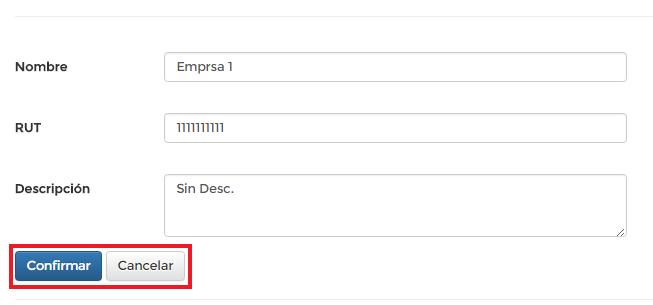 Nombre Emprsa 1
RUT 1111111111
Descripción Sin Desc.
Confirmar Cancelar